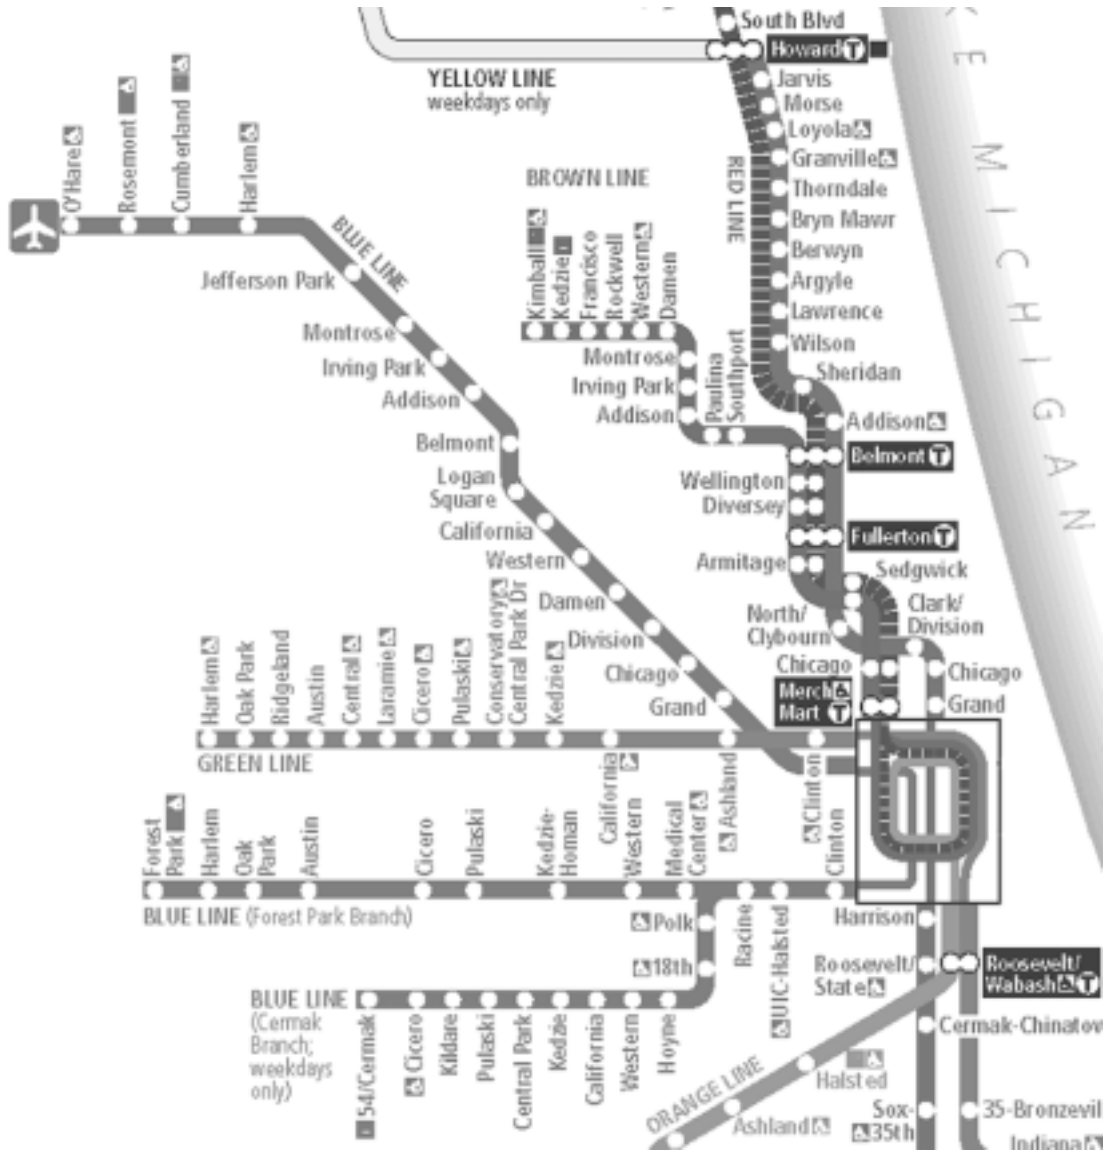 South Blvd
Howard T
YELLOW LINE
weekdays only
Jarvis
Morse
Loyola
Granville
Thorndale
Bryn Mawr
Berwyn
Argyle
Lawrence
Wilson
Sheridan
Addison
Belmont T
Fullerton T
RED LINE
KE MICHIGAN
O'Hare
Rosemont
Cumberland
Harlem
BLUE LINE
Jefferson Park
Montrose
Irving Park
Addison
Belmont
Logan
Square
California
Western
Damen
Division
Chicago
Grand
BROWN LINE
Kimball
Kedzie
Francisco
Rockwell
Western
Damen
Montrose
Irving Park
Addison
Paulina
Southport
Wellington
Diversey
Armitage
Sedgwick
North/
Clybourn
Clark/
Division
Chicago
Chicago
Merch
Mart T
Grand
Harlem
Oak Park
Ridgeland
Austin
Central
Laramie
Cicero
Pulaski
Conservatory
Central Park Dr
Kedzie
GREEN LINE
California
Ashland
Clinton
Forest
Park
Harlem
Oak
Park
Austin
Cicero
Pulaski
Kedzie-
Homan
Western
Medical
Center
Clinton
BLUE LINE (Forest Park Branch)
Racine
UIC-Halsted
Polk
18th
BLUE LINE
(Cermak
Branch;
weekdays
only)
54/Cermak
Cicero
Kildare
Pulaski
Central Park
Kedzie
California
Western
Hoyne
Harrison
Roosevelt/
State
Roosevelt/
Wabash T
Cermak-Chinatow
ORANGE LINE
Halsted
Ashland
Sox-
35th
35-Bronzevil
Indiana